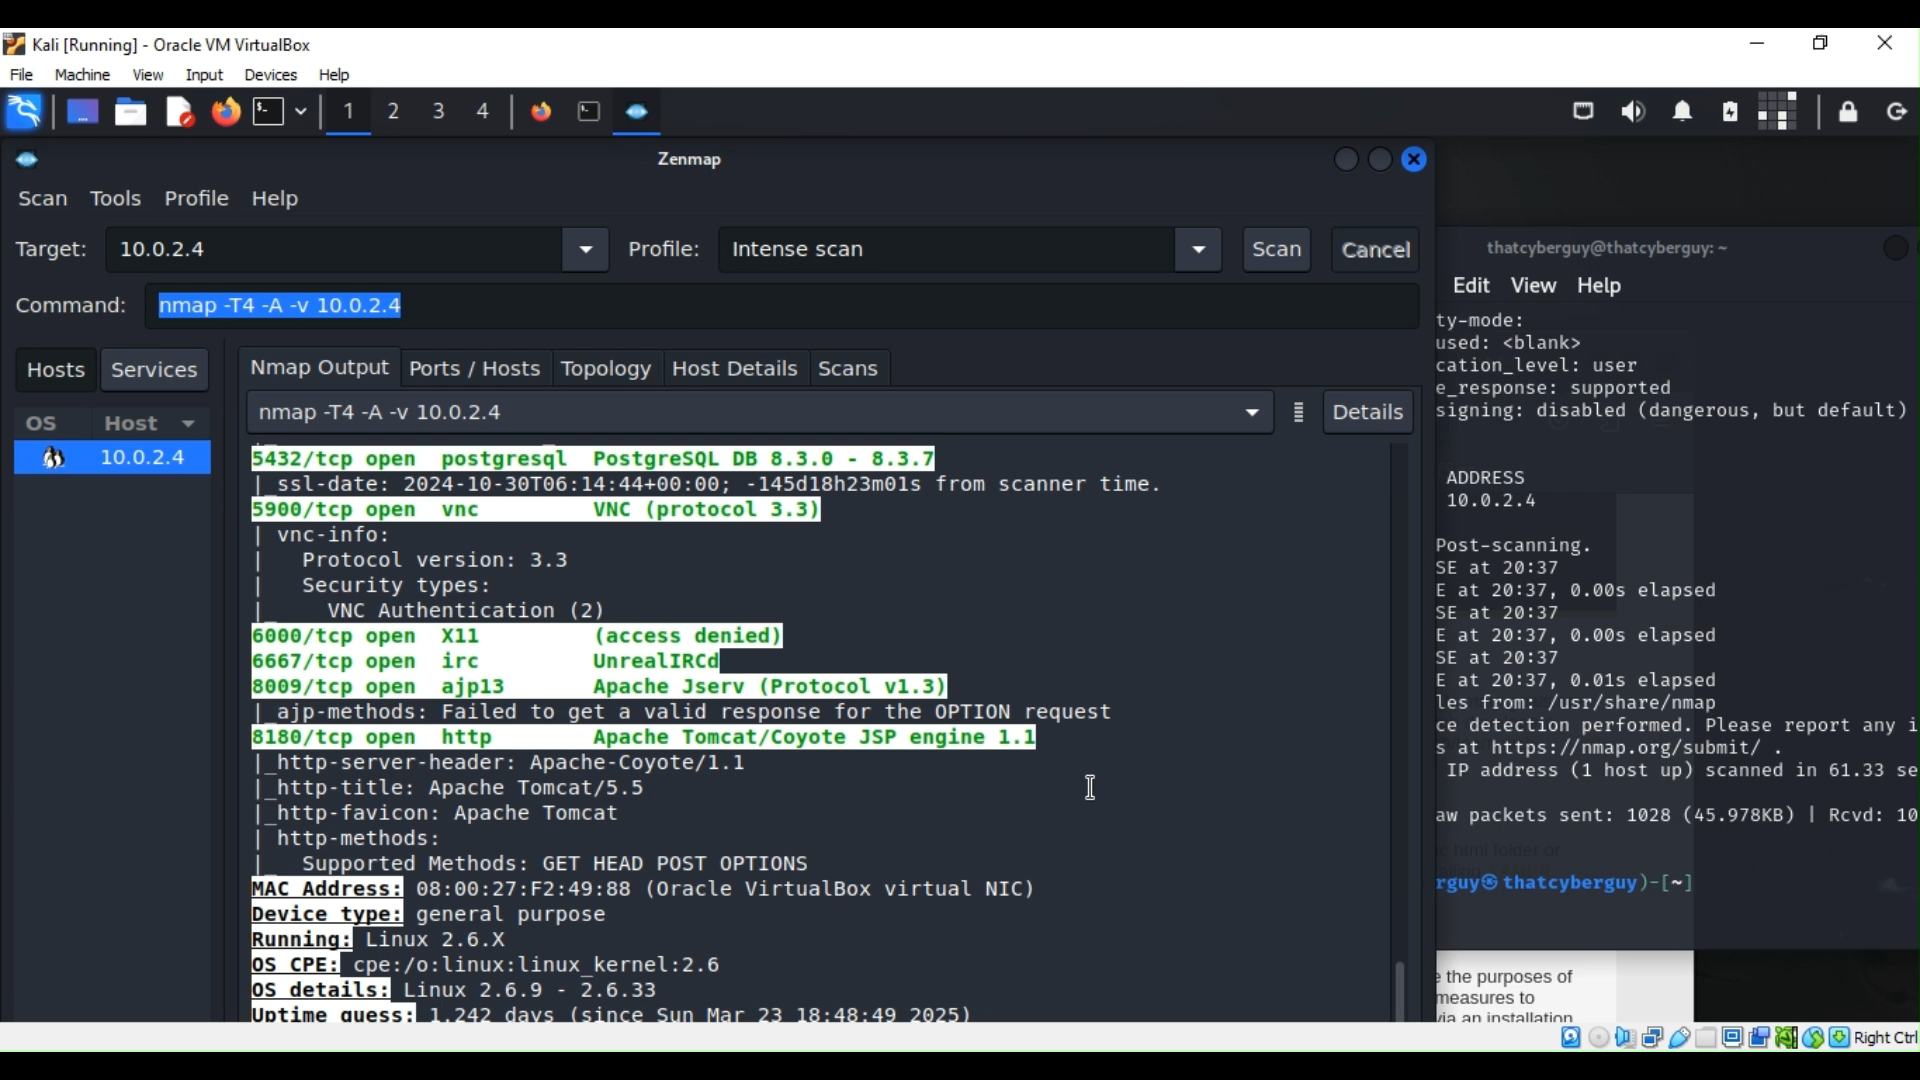 Kali [Running] - Oracle VM VirtualBox
File Machine View Input Devices Help
1 2 3 4
Zenmap
Scan Tools Profile Help
Target: 10.0.2.4 Profile: Intense scan Scan Cancel
Command: nmap -T4 -A -v 10.0.2.4
Hosts Services
OS Host
10.0.2.4
Nmap Output Ports / Hosts Topology Host Details Scans
nmap -T4 -A -v 10.0.2.4 Details
5432/tcp open postgresql PostgreSQL DB 8.3.0 - 8.3.7
|_ssl-date: 2024-10-30T06:14:44+00:00; -145d18h23m01s from scanner time.
5900/tcp open vnc VNC (protocol 3.3)
| vnc-info:
| Protocol version: 3.3
| Security types:
|_ VNC Authentication (2)
6000/tcp open X11 (access denied)
6667/tcp open irc UnrealIRCd
8009/tcp open ajp13 Apache Jserv (Protocol v1.3)
|_ajp-methods: Failed to get a valid response for the OPTION request
8180/tcp open http Apache Tomcat/Coyote JSP engine 1.1
|_http-server-header: Apache-Coyote/1.1
|_http-title: Apache Tomcat/5.5
|_http-favicon: Apache Tomcat
| http-methods:
|_ Supported Methods: GET HEAD POST OPTIONS
MAC Address: 08:00:27:F2:49:88 (Oracle VirtualBox virtual NIC)
Device type: general purpose
Running: Linux 2.6.X
OS CPE: cpe:/o:linux:linux_kernel:2.6
OS details: Linux 2.6.9 - 2.6.33
Uptime guess: 1.242 days (since Sun Mar 23 18:48:49 2025)
thatcyberguy@thatcyberguy: ~
Edit View Help
ty-mode:
used: <blank>
cation_level: user
e_response: supported
signing: disabled (dangerous, but default)
ADDRESS
10.0.2.4
Post-scanning.
SE at 20:37
E at 20:37, 0.00s elapsed
SE at 20:37
E at 20:37, 0.00s elapsed
SE at 20:37
E at 20:37, 0.01s elapsed
les from: /usr/share/nmap
ce detection performed. Please report any i
s at https://nmap.org/submit/ .
IP address (1 host up) scanned in 61.33 se
aw packets sent: 1028 (45.978KB) | Rcvd: 10
html folder or
rguy㉿thatcyberguy)-[~]
e the purposes of
measures to
via an installation
Right Ctrl